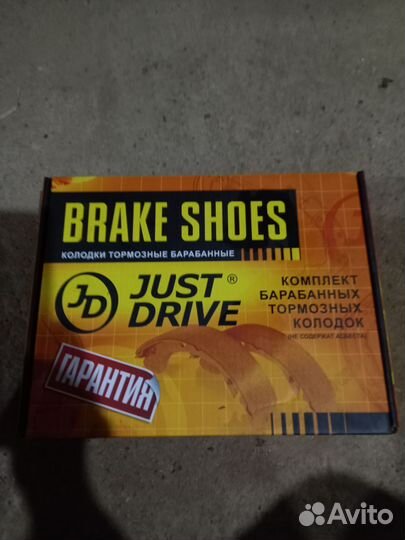 BRAKE SHOES
КОЛОДКИ ТОРМОЗНЫЕ БАРАБАННЫЕ
JD
JUST DRIVE®
КОМПЛЕКТ
БАРАБАННЫХ
ТОРМОЗНЫХ
КОЛОДОК
(НЕ СОДЕРЖАТ АСБЕСТА)
ГАРАНТИЯ
Avito